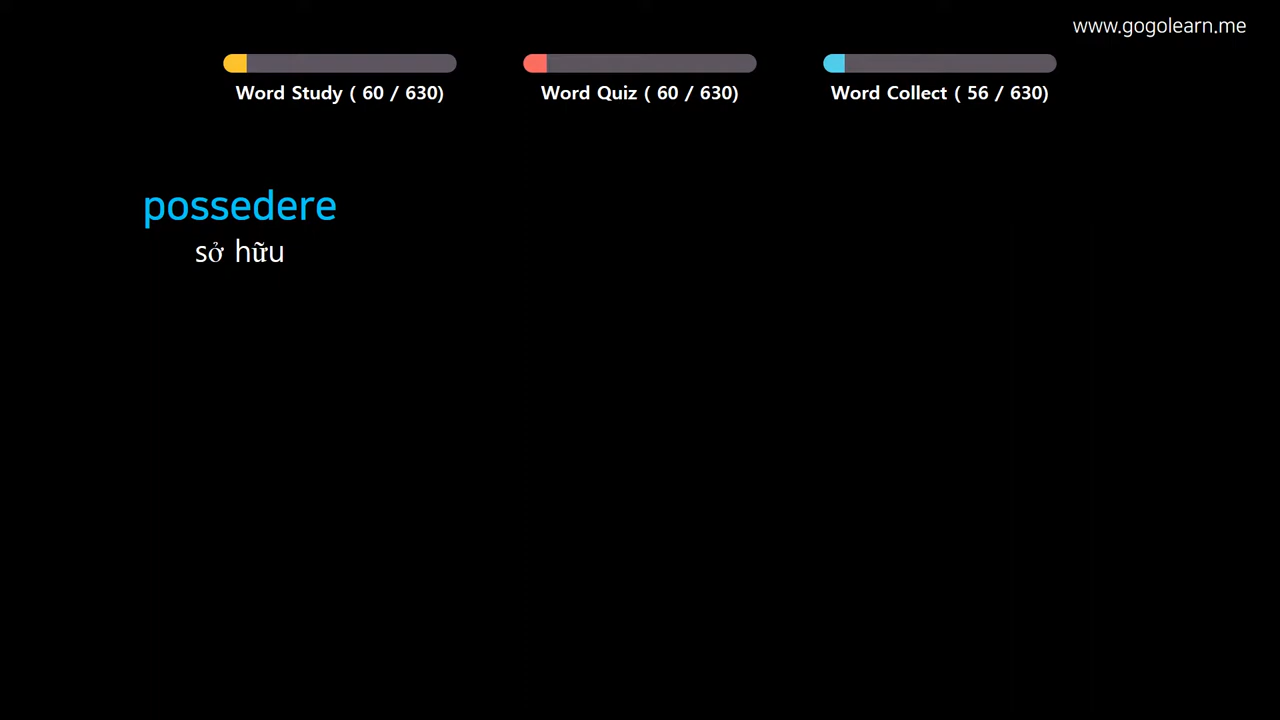 www.gogolearn.me
Word Study ( 60 / 630)
Word Quiz ( 60 / 630)
Word Collect ( 56 / 630)
possedere
sở hữu